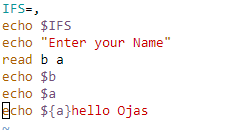 IFS=,
echo $IFS
echo "Enter your Name"
read b a
echo $b
echo $a
echo ${a}hello Ojas
~